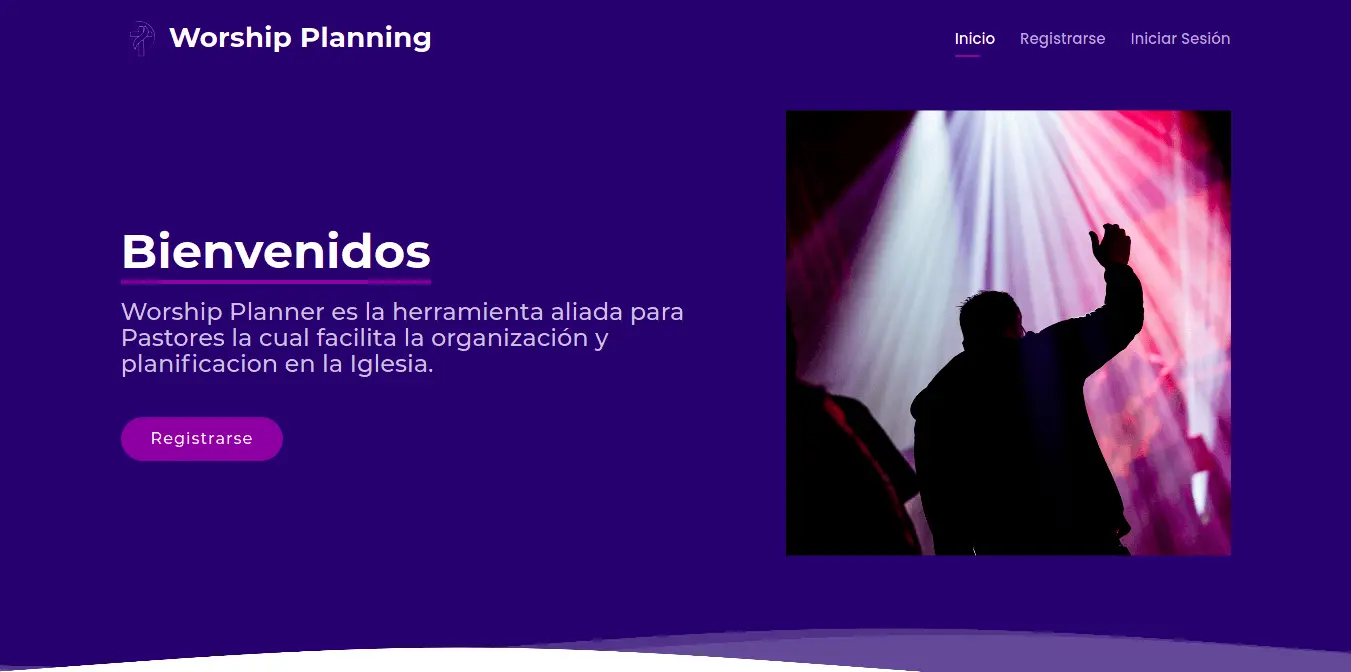 Worship Planning
Inicio
Registrarse
Iniciar Sesión
Bienvenidos
Worship Planner es la herramienta aliada para
Pastores la cual facilita la organización y
planificacion en la Iglesia.
Registrarse